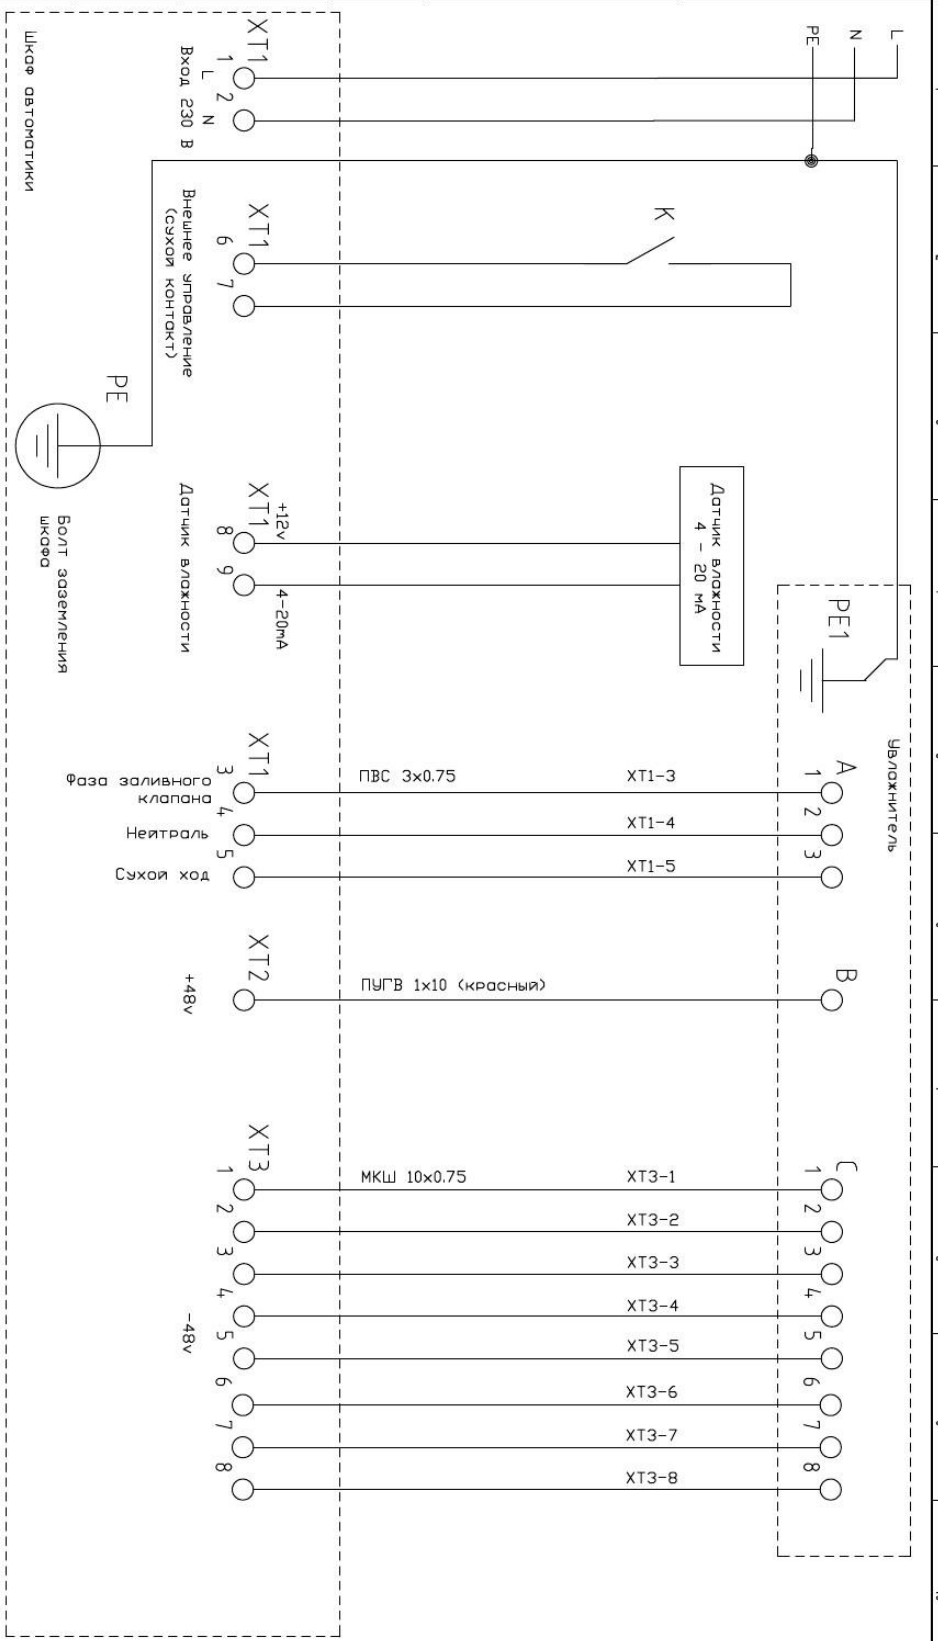 L
N
PE
XT1
1
2
L
N
Вход 230 В
Шкаф автоматики
XT1
6
7
Внешнее управление
(сухой контакт)
K
PE
Болт заземления
шкафа
XT1
+12v
8
9
4-20mA
Датчик влажности
Датчик влажности
4 - 20 мА
PE1
Увлажнитель
XT1
3
4
5
Фаза заливного
клапана
Нейтраль
Сухой ход
ПВС 3x0.75
XT1-3
XT1-4
XT1-5
A
1
2
3
XT2
+48v
ПУГВ 1x10 (красный)
B
XT3
1
2
3
4
5
6
7
8
-48v
МКШ 10x0.75
XT3-1
XT3-2
XT3-3
XT3-4
XT3-5
XT3-6
XT3-7
XT3-8
C
1
2
3
4
5
6
7
8